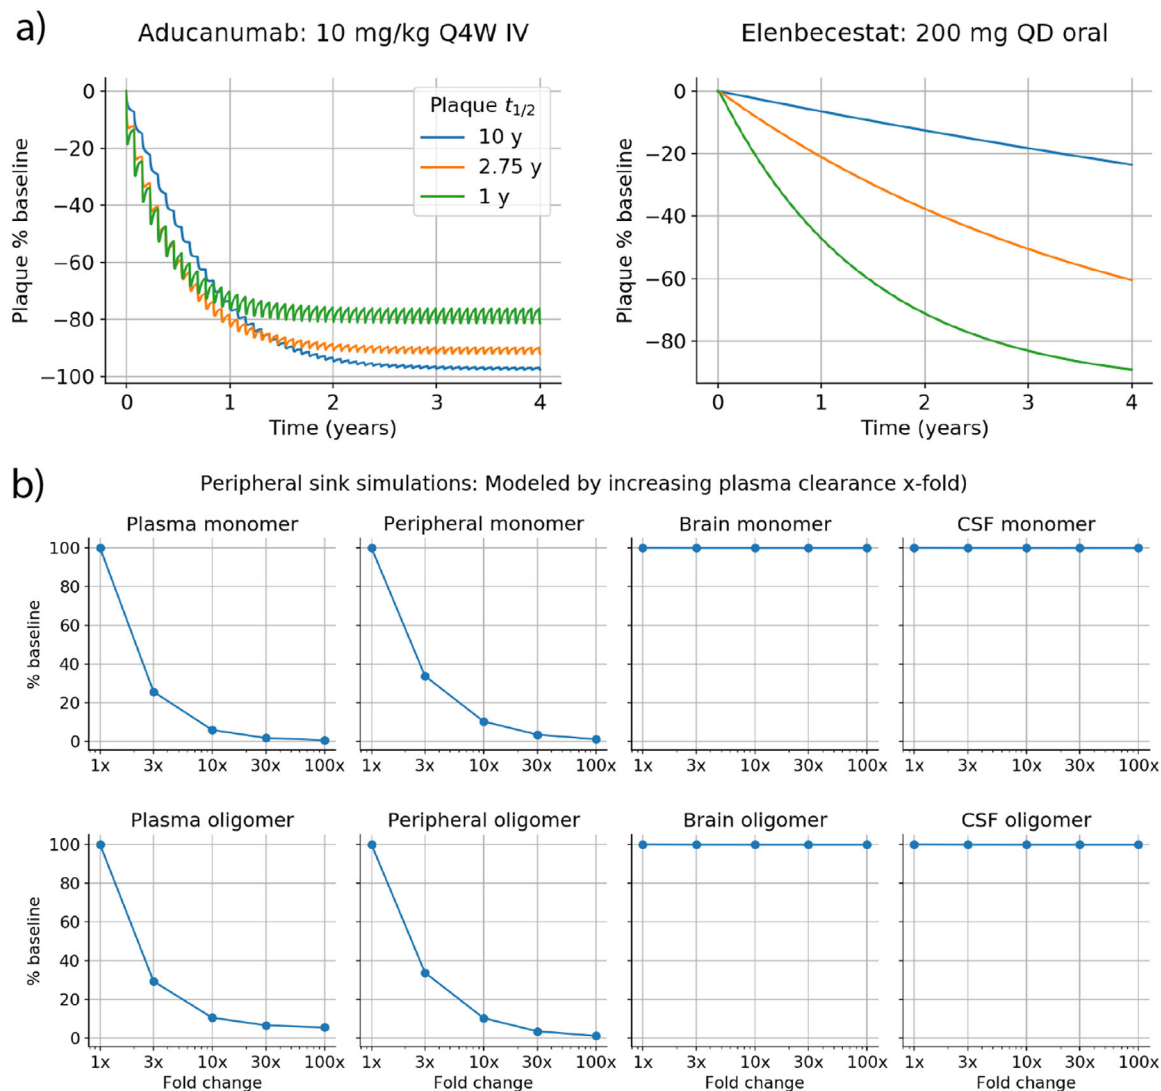 a)
Aducanumab: 10 mg/kg Q4W IV
Elenbecestat: 200 mg QD oral
Plaque % baseline
0
−20
−40
−60
−80
−100
Plaque t1/2
10 y
2.75 y
1 y
0 1 2 3 4
Time (years)
Plaque % baseline
0
−20
−40
−60
−80
0 1 2 3 4
Time (years)
b)
Peripheral sink simulations: Modeled by increasing plasma clearance x-fold)
Plasma monomer
Peripheral monomer
Brain monomer
CSF monomer
% baseline
100
80
60
40
20
0
1x 3x 10x 30x 100x
1x 3x 10x 30x 100x
1x 3x 10x 30x 100x
1x 3x 10x 30x 100x
Plasma oligomer
Peripheral oligomer
Brain oligomer
CSF oligomer
% baseline
100
80
60
40
20
0
1x 3x 10x 30x 100x
1x 3x 10x 30x 100x
1x 3x 10x 30x 100x
1x 3x 10x 30x 100x
Fold change
Fold change
Fold change
Fold change